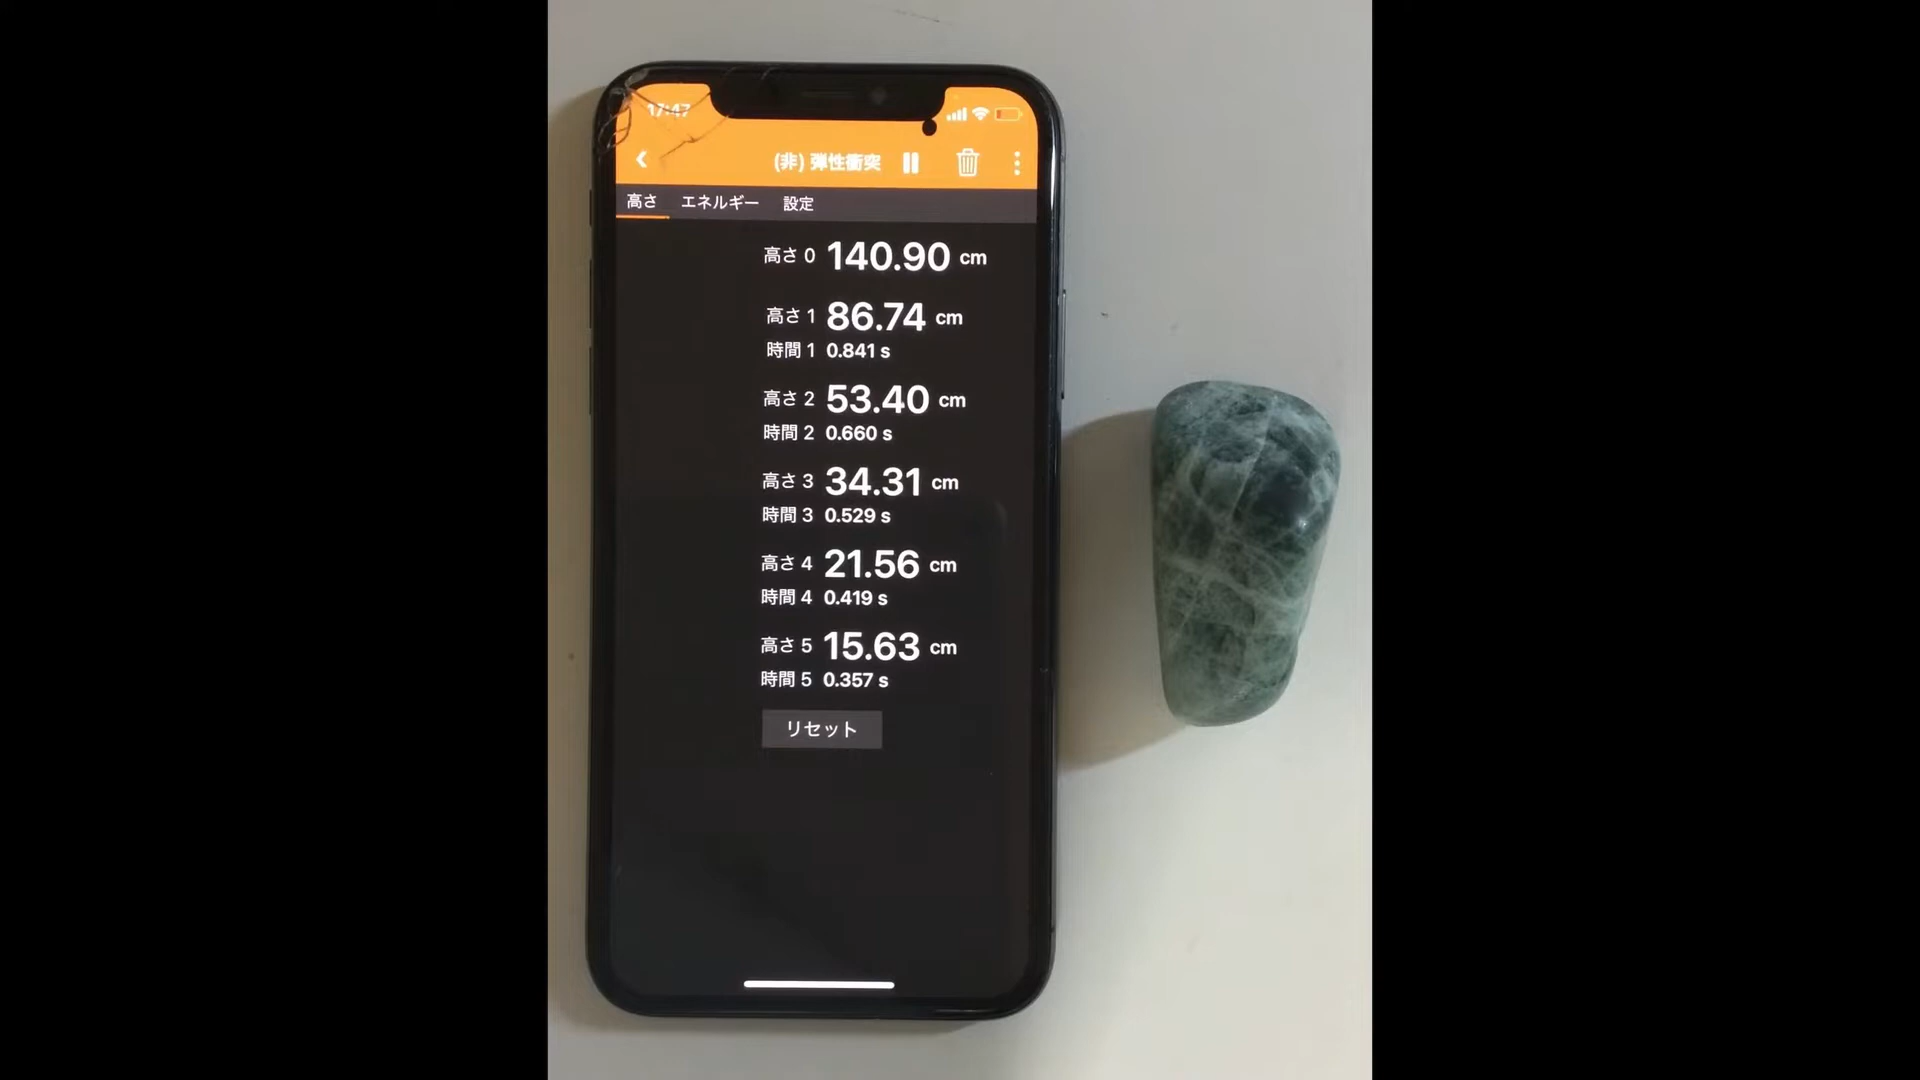 17:47
(非) 弾性衝突
高さ エネルギー 設定
高さ 0 140.90 cm
高さ 1 86.74 cm
時間 1 0.841 s
高さ 2 53.40 cm
時間 2 0.660 s
高さ 3 34.31 cm
時間 3 0.529 s
高さ 4 21.56 cm
時間 4 0.419 s
高さ 5 15.63 cm
時間 5 0.357 s
リセット